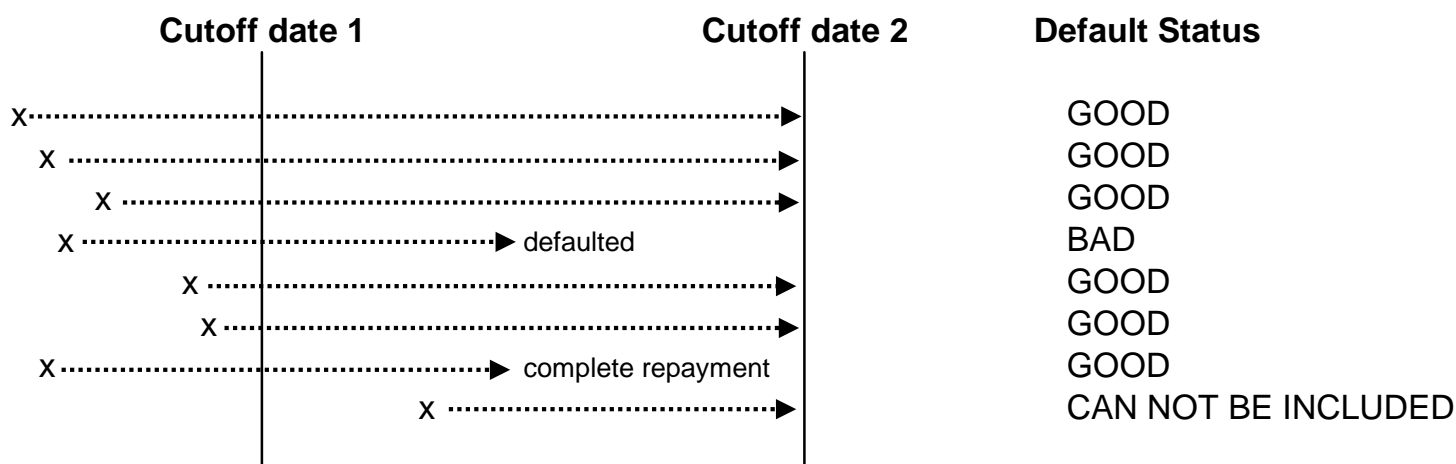 Cutoff date 1 Cutoff date 2 Default Status
x GOOD
x GOOD
x GOOD
x defaulted BAD
x GOOD
x GOOD
x complete repayment GOOD
x CAN NOT BE INCLUDED